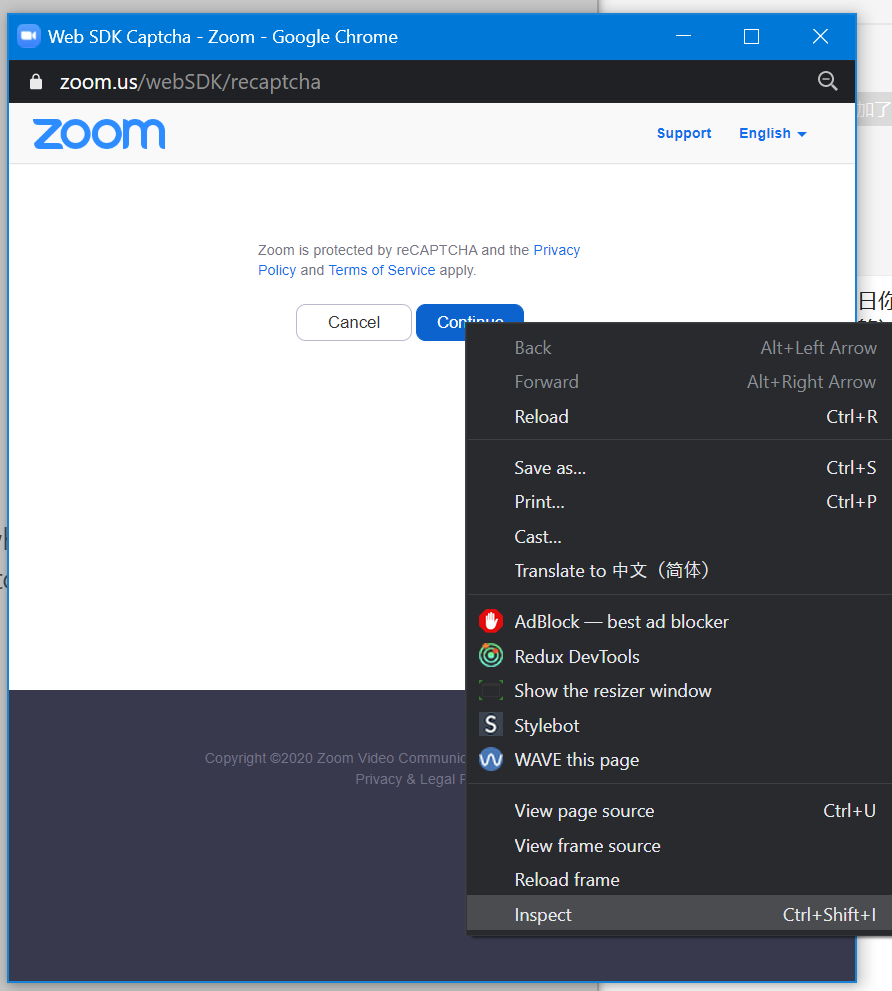 Web SDK Captcha - Zoom - Google Chrome
zoom.us/webSDK/recaptcha
加了
zoom
Support English
Zoom is protected by reCAPTCHA and the Privacy
Policy and Terms of Service apply.
日你
Cancel Continue
Back Alt+Left Arrow
Forward Alt+Right Arrow
Reload Ctrl+R
Save as... Ctrl+S
Print... Ctrl+P
Cast...
Translate to 中文（简体）
AdBlock — best ad blocker
Redux DevTools
Show the resizer window
S Stylebot
WAVE this page
Copyright ©2020 Zoom Video Communic
Privacy & Legal P
View page source Ctrl+U
View frame source
Reload frame
Inspect Ctrl+Shift+I